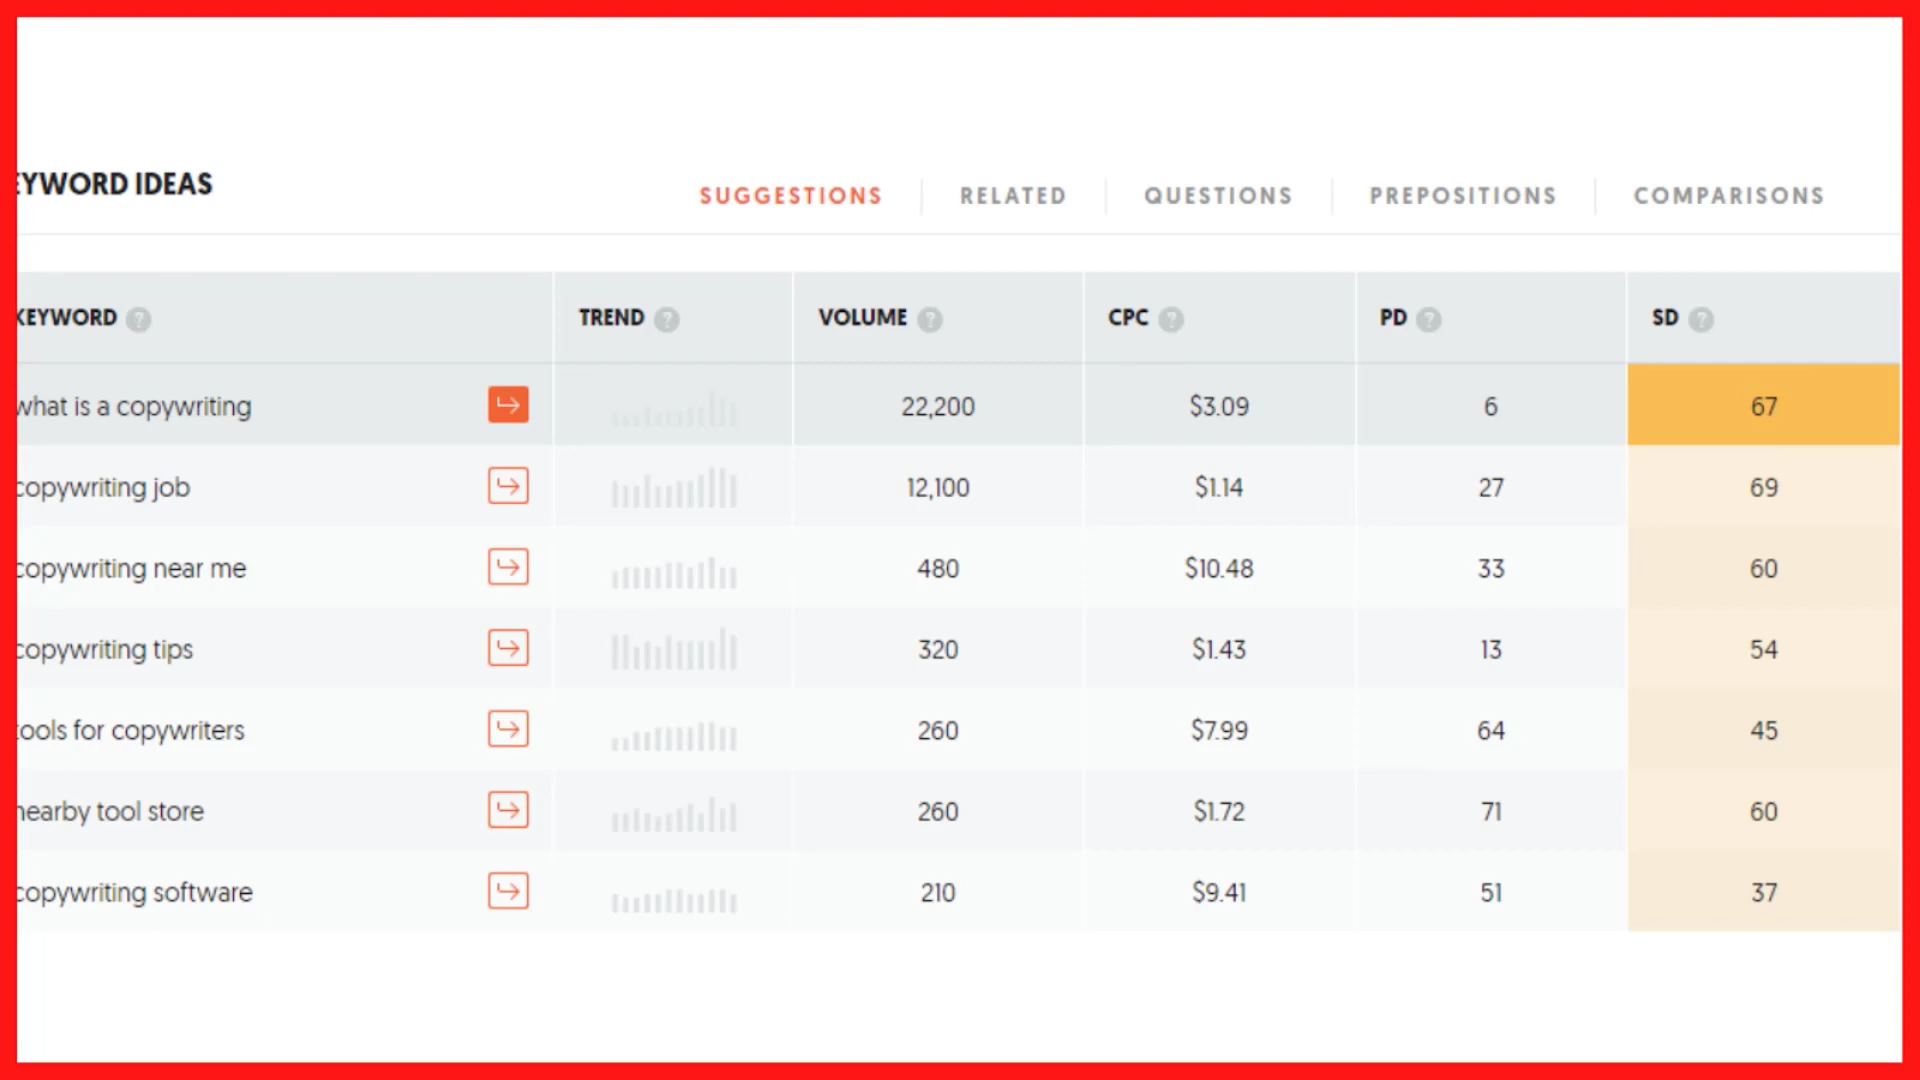 EYWORD IDEAS
SUGGESTIONS RELATED QUESTIONS PREPOSITIONS COMPARISONS
KEYWORD ? TREND ? VOLUME ? CPC ? PD ? SD ?
what is a copywriting 22,200 $3.09 6 67
copywriting job 12,100 $1.14 27 69
copywriting near me 480 $10.48 33 60
copywriting tips 320 $1.43 13 54
tools for copywriters 260 $7.99 64 45
nearby tool store 260 $1.72 71 60
copywriting software 210 $9.41 51 37